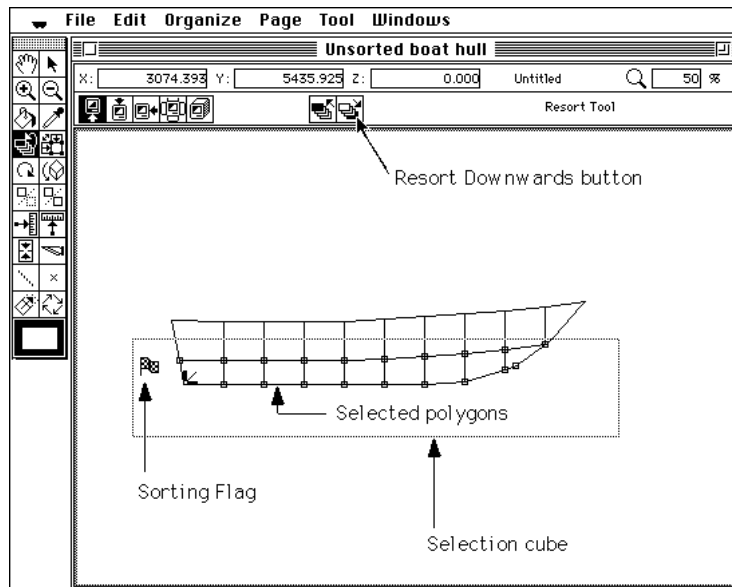 File Edit Organize Page Tool Windows
Unsorted boat hull
X: 3074.393 Y: 5435.925 Z: 0.000 Untitled 50 %
Resort Tool
Resort Downwards button
Selected polygons
Sorting Flag
Selection cube